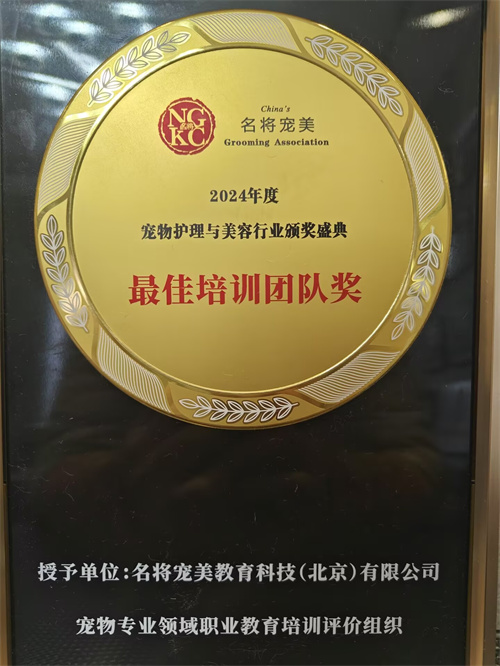 NG
KC
China's
名将宠美
Grooming Association
2024年度
宠物护理与美容行业颁奖盛典
最佳培训团队奖
授予单位:名将宠美教育科技(北京)有限公司
宠物专业领域职业教育培训评价组织